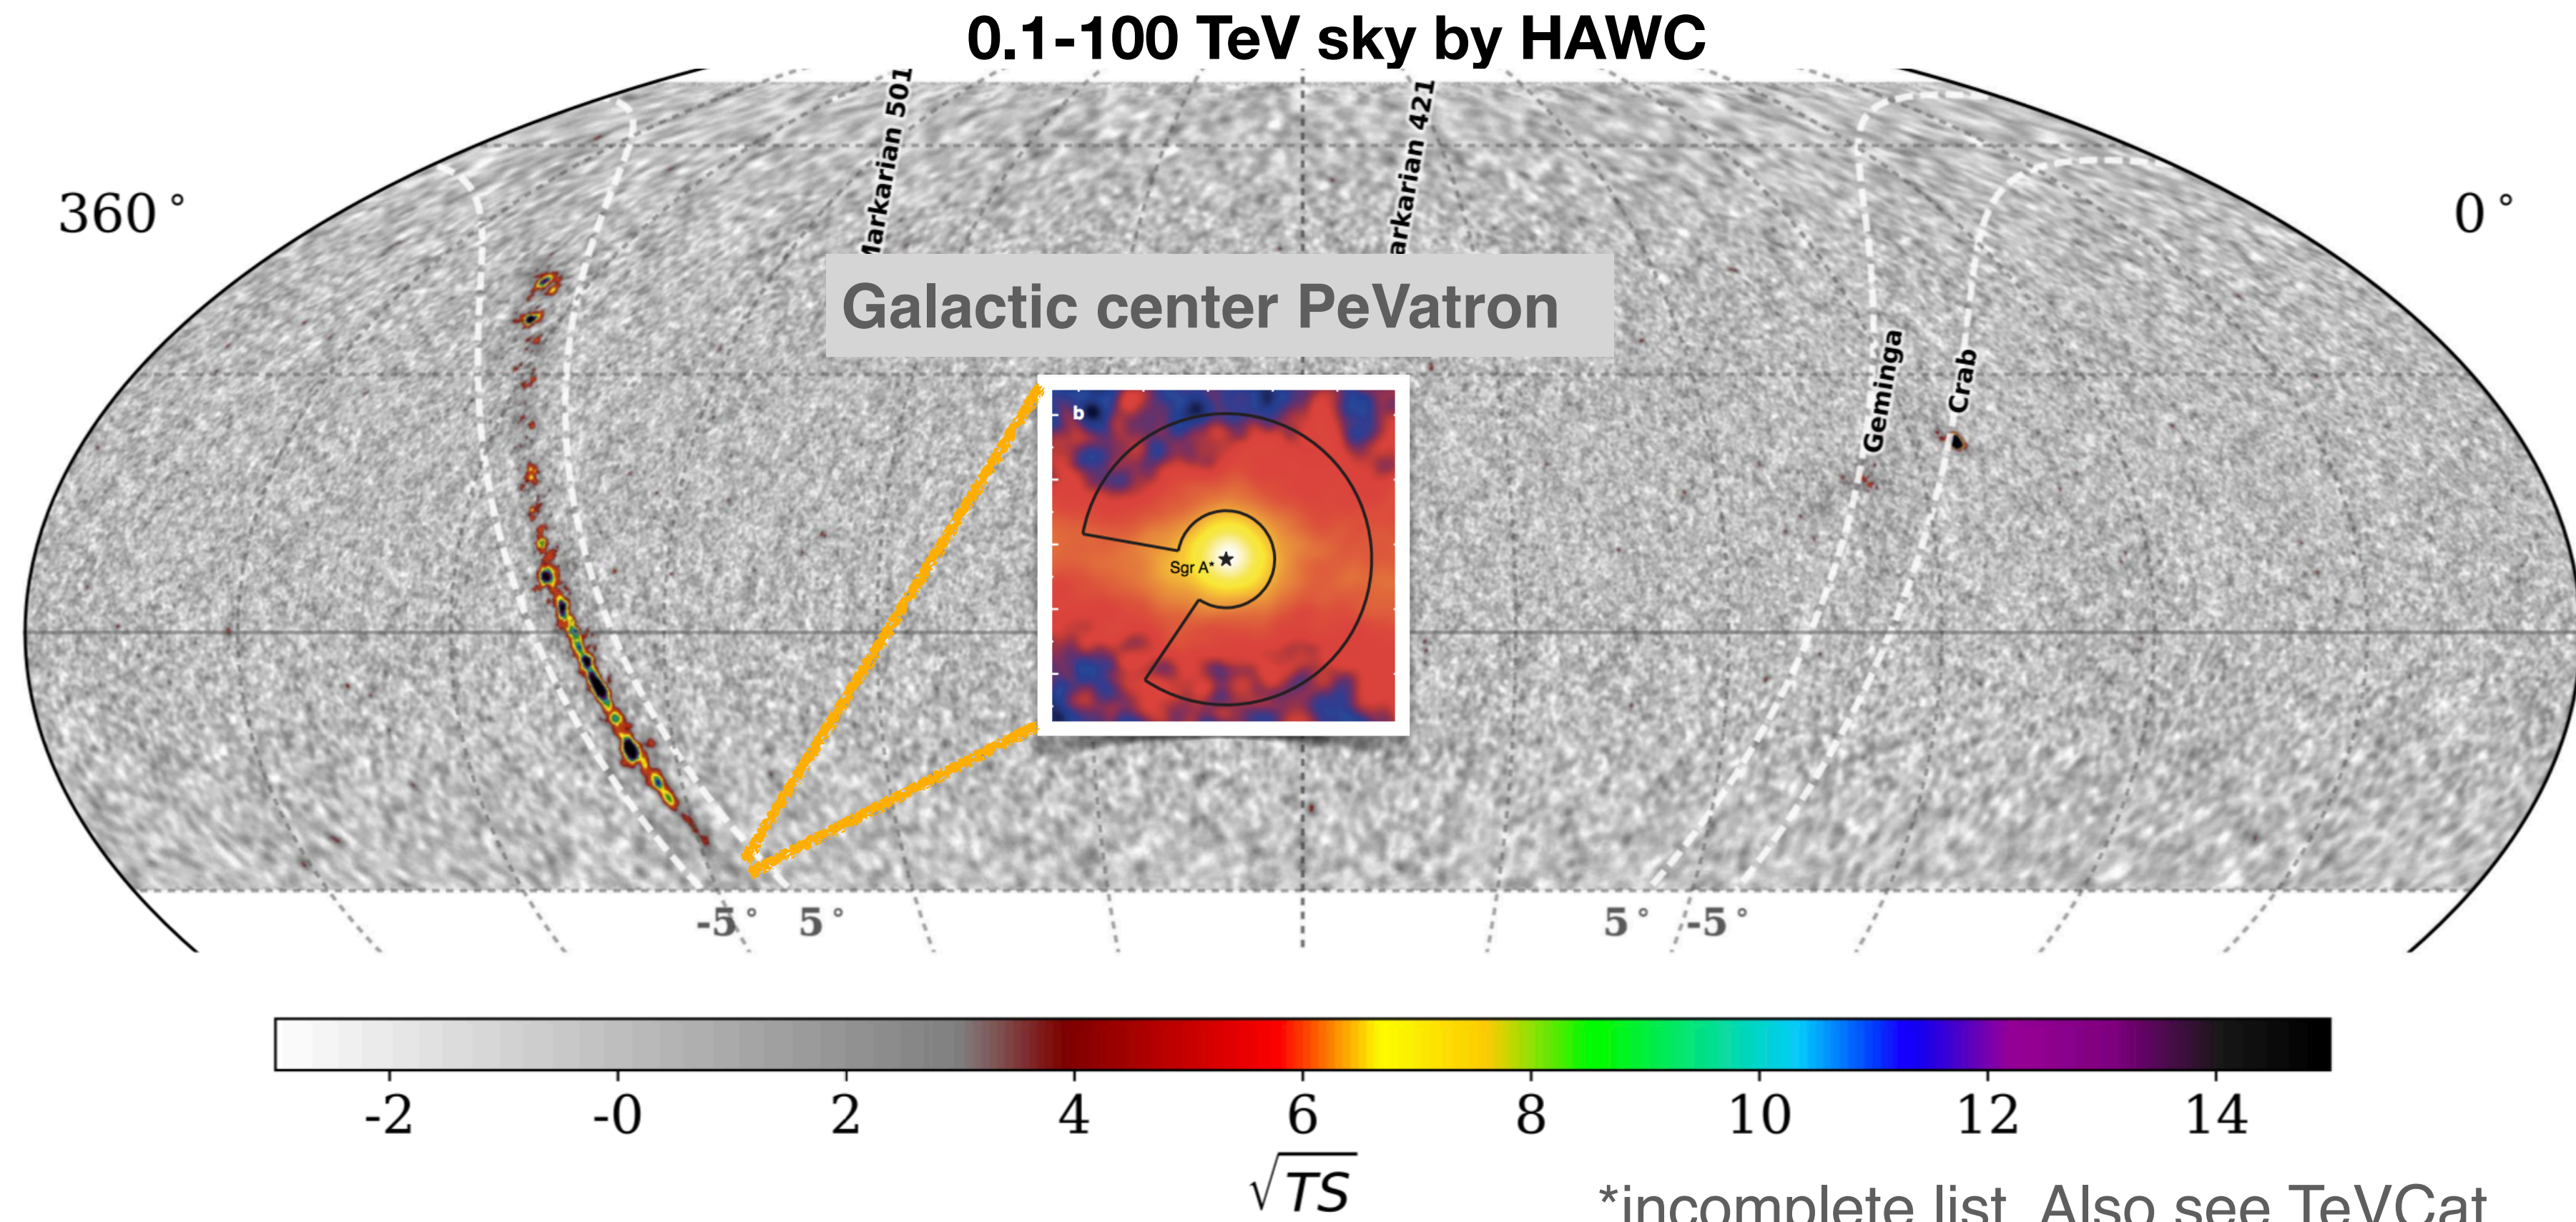 0.1-100 TeV sky by HAWC
Markarian 501
arkarian 421
360 °
0 °
Galactic center PeVatron
Geminga
Crab
b
Sgr A*
-5 °
5 °
5 °
-5 °
-2
-0
2
4
6
8
10
12
14
√TS
*incomplete list. Also see TeVCat